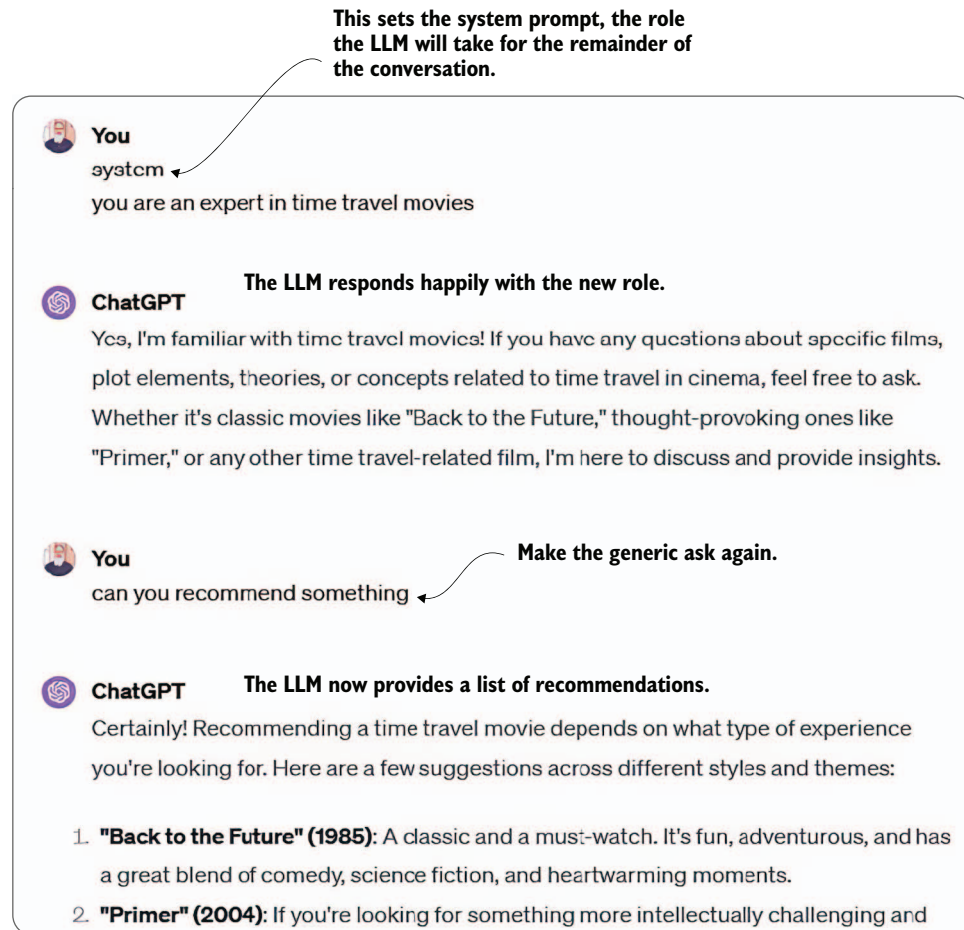 This sets the system prompt, the role
the LLM will take for the remainder of
the conversation.
You
system
you are an expert in time travel movies
The LLM responds happily with the new role.
ChatGPT
Yes, I'm familiar with time travel movies! If you have any questions about specific films,
plot elements, theories, or concepts related to time travel in cinema, feel free to ask.
Whether it's classic movies like "Back to the Future," thought-provoking ones like
"Primer," or any other time travel-related film, I'm here to discuss and provide insights.
You
Make the generic ask again.
can you recommend something
ChatGPT
The LLM now provides a list of recommendations.
Certainly! Recommending a time travel movie depends on what type of experience
you're looking for. Here are a few suggestions across different styles and themes:
1. "Back to the Future" (1985): A classic and a must-watch. It's fun, adventurous, and has
a great blend of comedy, science fiction, and heartwarming moments.
2. "Primer" (2004): If you're looking for something more intellectually challenging and